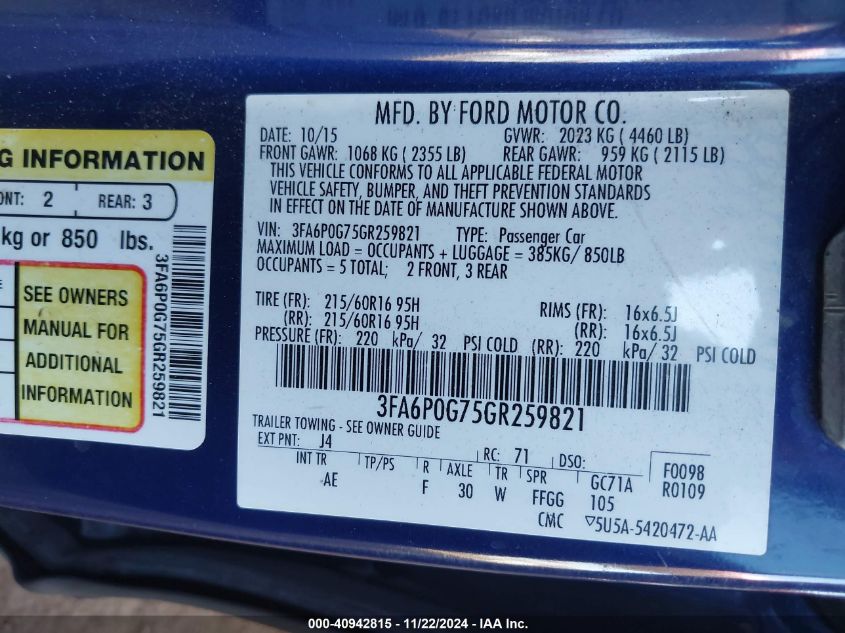 G INFORMATION
NT: 2 REAR: 3
kg or 850 lbs.
3FA6P0G75GR259821
SEE OWNERS
MANUAL FOR
ADDITIONAL
INFORMATION
MFD. BY FORD MOTOR CO.
DATE: 10/15 GVWR: 2023 KG ( 4460 LB)
FRONT GAWR: 1068 KG ( 2355 LB) REAR GAWR: 959 KG ( 2115 LB)
THIS VEHICLE CONFORMS TO ALL APPLICABLE FEDERAL MOTOR
VEHICLE SAFETY, BUMPER, AND THEFT PREVENTION STANDARDS
IN EFFECT ON THE DATE OF MANUFACTURE SHOWN ABOVE.
VIN: 3FA6P0G75GR259821 TYPE: Passenger Car
MAXIMUM LOAD = OCCUPANTS + LUGGAGE = 385KG/ 850LB
OCCUPANTS = 5 TOTAL; 2 FRONT, 3 REAR
TIRE (FR): 215/60R16 95H RIMS (FR): 16x6.5J
(RR): 215/60R16 95H (RR): 16x6.5J
PRESSURE (FR): 220 kPa/ 32 PSI COLD (RR): 220 kPa/ 32 PSI COLD
3FA6P0G75GR259821
TRAILER TOWING - SEE OWNER GUIDE
EXT PNT: J4 RC: 71 DSO: F0098
INT TR TP/PS R AXLE TR SPR GC71A R0109
AE F 30 W FFGG 105
CMC ▽5U5A-5420472-AA
000-40942815 - 11/22/2024 - IAA Inc.